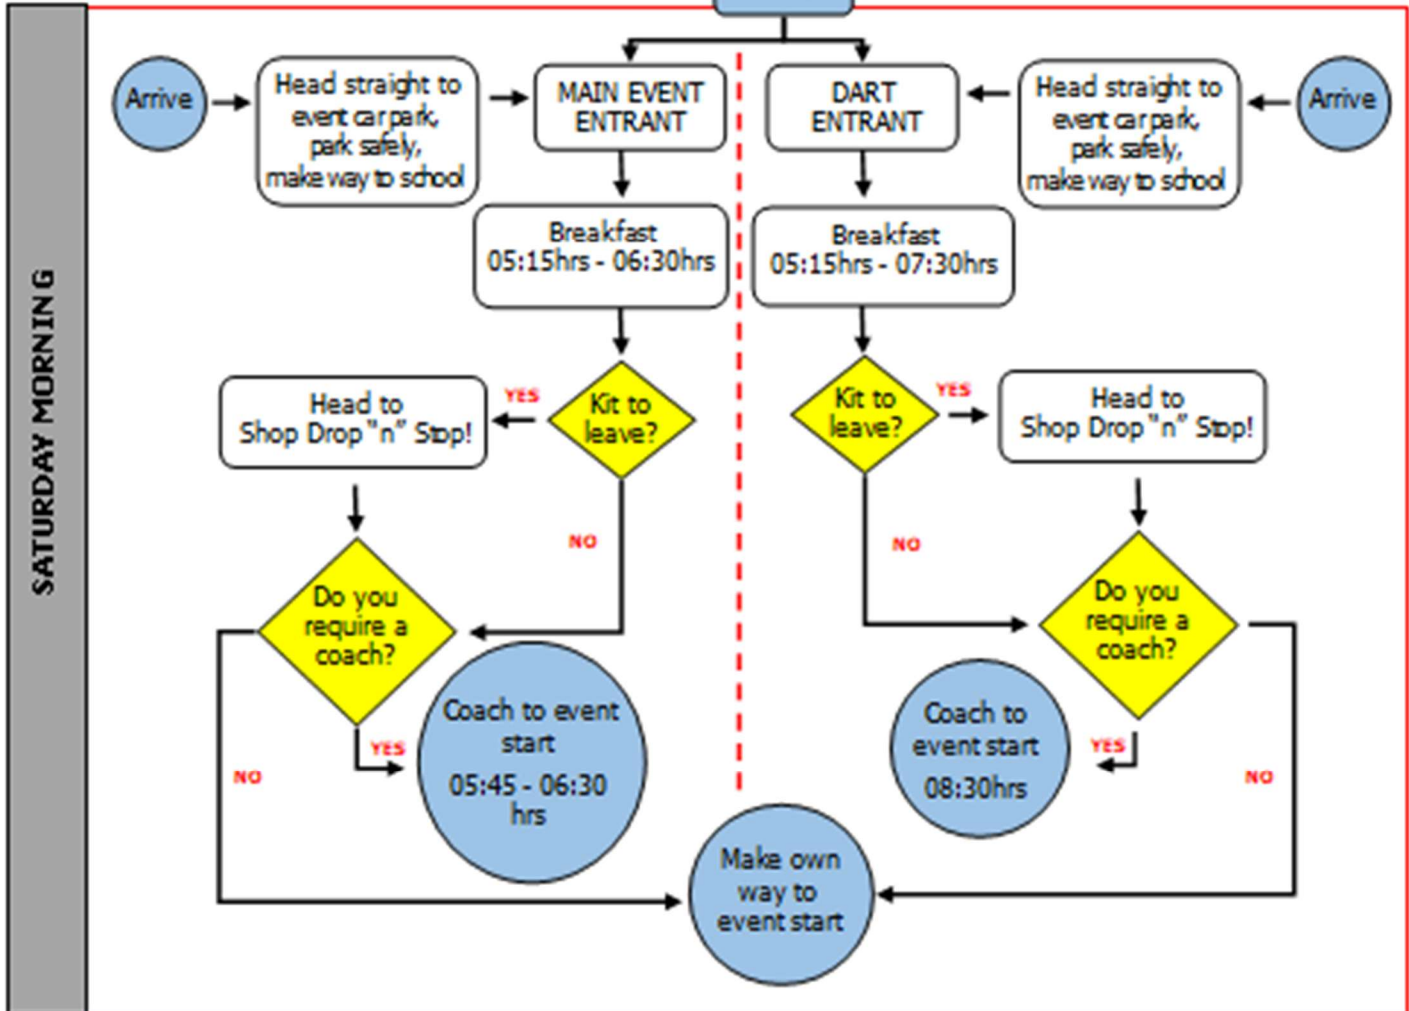 SATURDAY MORNING
Arrive
Head straight to
event car park,
park safely,
make way to school
MAIN EVENT
ENTRANT
DART
ENTRANT
Head straight to
event car park,
park safely,
make way to school
Arrive
Breakfast
05:15hrs - 06:30hrs
Breakfast
05:15hrs - 07:30hrs
Head to
Shop Drop "n" Stop!
YES
Kit to
leave?
Kit to
leave?
YES
Head to
Shop Drop "n" Stop!
NO
NO
Do you
require a
coach?
Do you
require a
coach?
Coach to event
start
05:45 - 06:30
hrs
Coach to
event start
08:30hrs
YES
YES
NO
NO
Make own
way to
event start